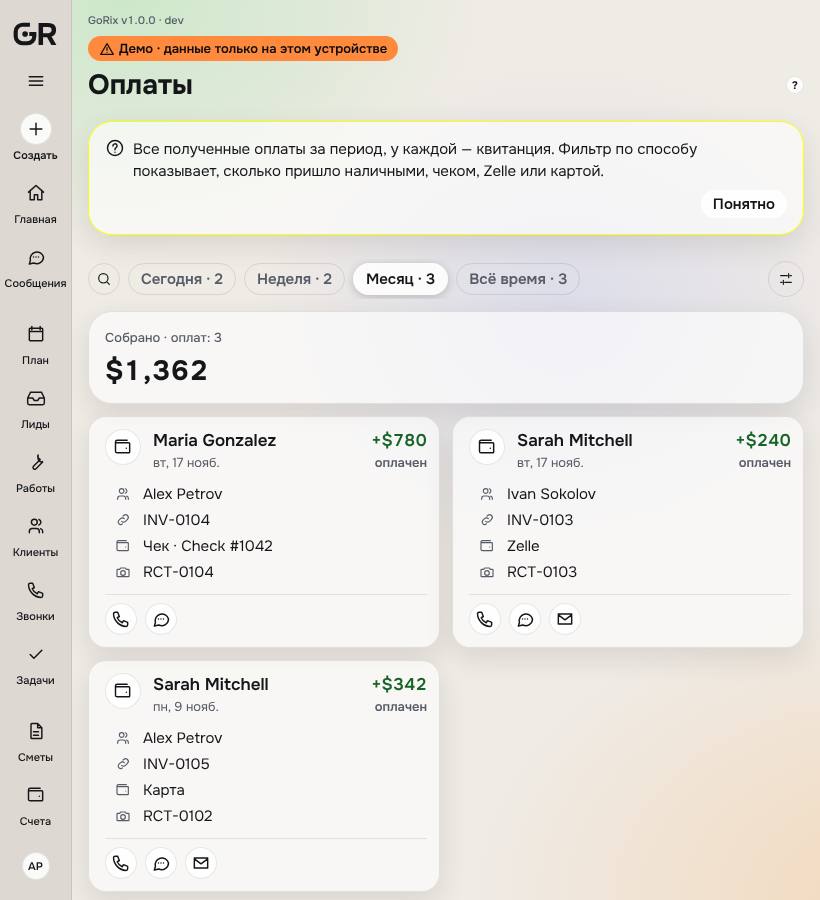 GR
GoRix v1.0.0 · dev
Демо · данные только на этом устройстве
Оплаты
?
Все полученные оплаты за период, у каждой — квитанция. Фильтр по способу
показывает, сколько пришло наличными, чеком, Zelle или картой.
Понятно
Создать
Главная
Сообщения
План
Лиды
Работы
Клиенты
Звонки
Задачи
Сметы
Счета
AP
Сегодня · 2
Неделя · 2
Месяц · 3
Всё время · 3
Собрано · оплат: 3
$1,362
Maria Gonzalez
+$780
вт, 17 нояб.
оплачен
Alex Petrov
INV-0104
Чек · Check #1042
RCT-0104
Sarah Mitchell
+$240
вт, 17 нояб.
оплачен
Ivan Sokolov
INV-0103
Zelle
RCT-0103
Sarah Mitchell
+$342
пн, 9 нояб.
оплачен
Alex Petrov
INV-0105
Карта
RCT-0102